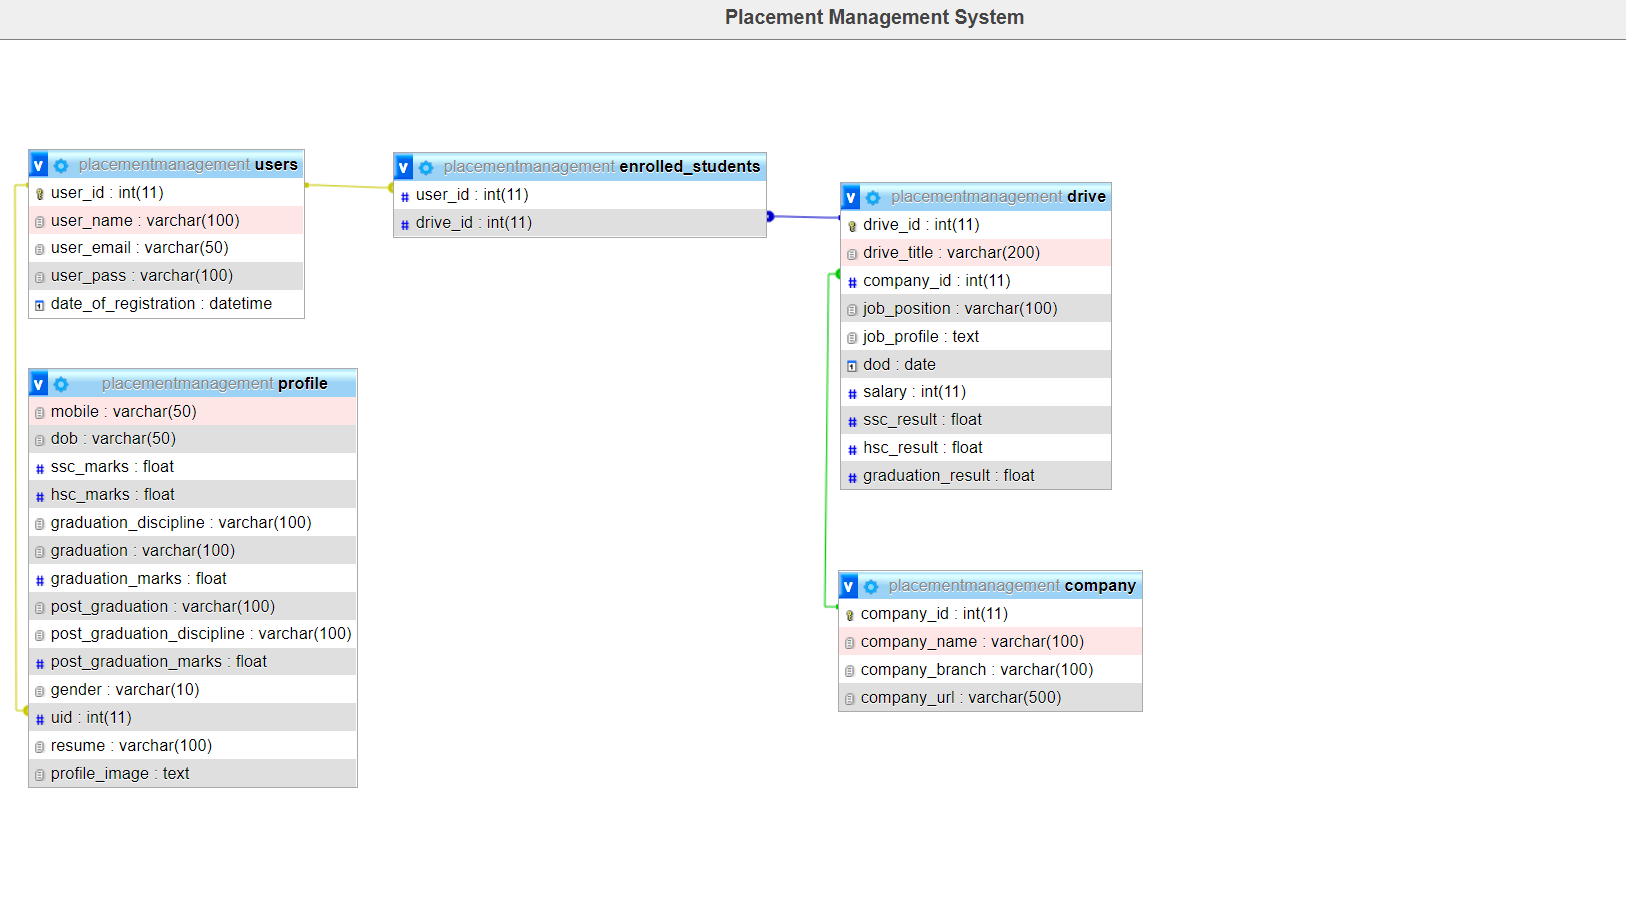 Placement Management System
v placementmanagement users
user_id : int(11)
user_name : varchar(100)
user_email : varchar(50)
user_pass : varchar(100)
date_of_registration : datetime
v placementmanagement enrolled_students
# user_id : int(11)
# drive_id : int(11)
v placementmanagement drive
drive_id : int(11)
drive_title : varchar(200)
# company_id : int(11)
job_position : varchar(100)
job_profile : text
dod : date
# salary : int(11)
# ssc_result : float
# hsc_result : float
# graduation_result : float
v placementmanagement profile
mobile : varchar(50)
dob : varchar(50)
# ssc_marks : float
# hsc_marks : float
graduation_discipline : varchar(100)
graduation : varchar(100)
# graduation_marks : float
post_graduation : varchar(100)
post_graduation_discipline : varchar(100)
# post_graduation_marks : float
gender : varchar(10)
# uid : int(11)
resume : varchar(100)
profile_image : text
v placementmanagement company
company_id : int(11)
company_name : varchar(100)
company_branch : varchar(100)
company_url : varchar(500)